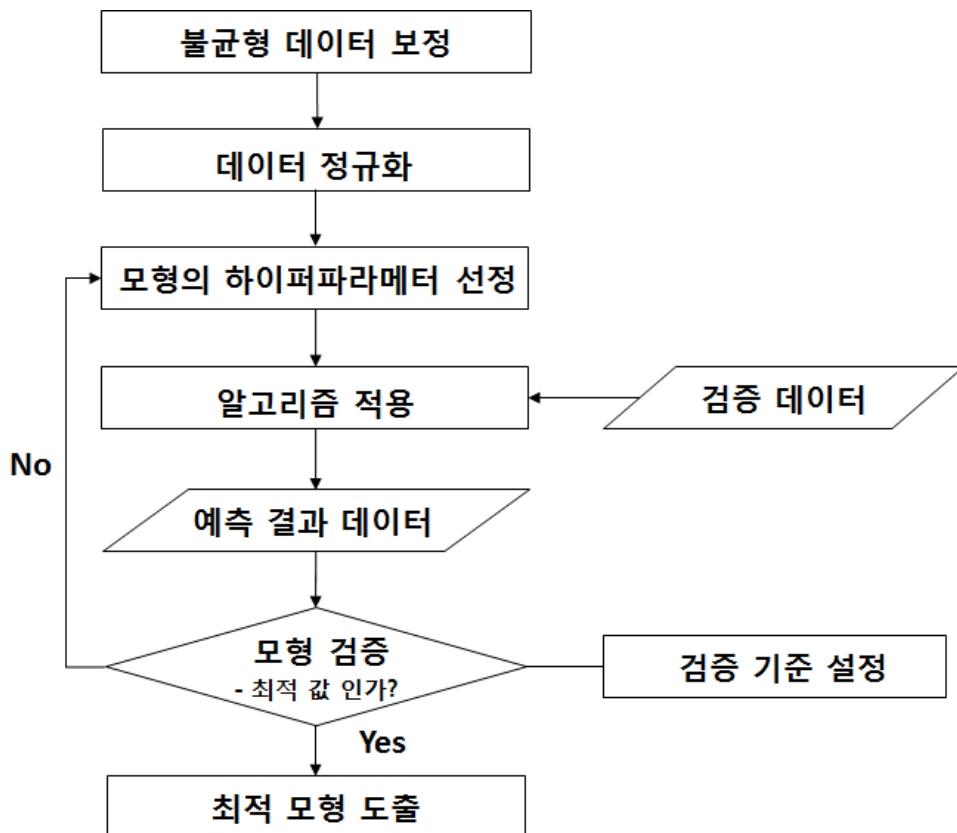 불균형 데이터 보정
데이터 정규화
모형의 하이퍼파라메터 선정
알고리즘 적용
검증 데이터
No
예측 결과 데이터
모형 검증
- 최적 값 인가?
검증 기준 설정
Yes
최적 모형 도출